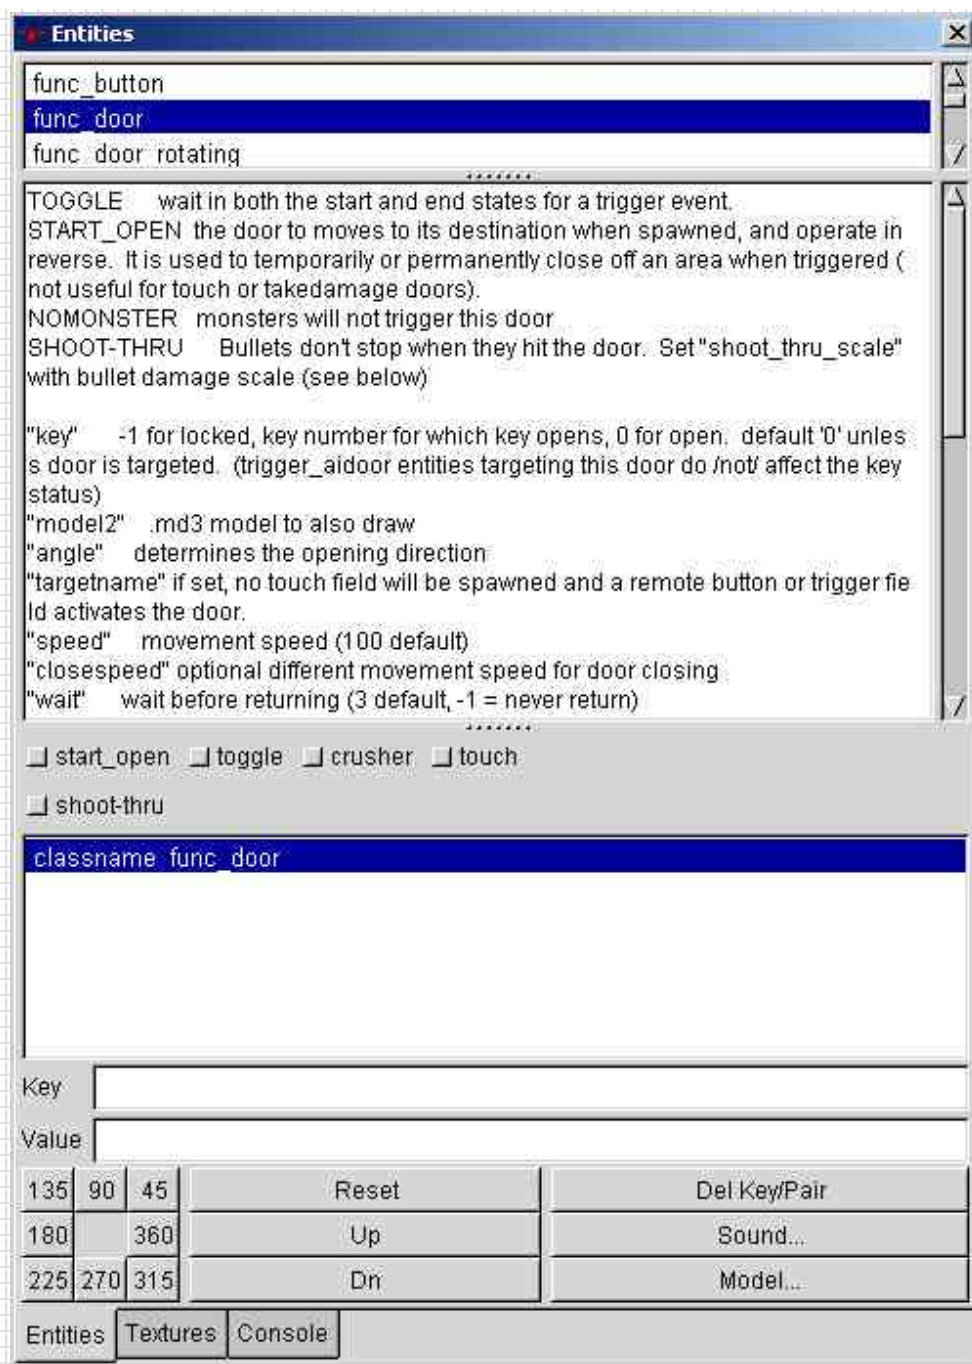 Entities
func_button
func_door
func_door_rotating
TOGGLE wait in both the start and end states for a trigger event.
START_OPEN the door to moves to its destination when spawned, and operate in
reverse. It is used to temporarily or permanently close off an area when triggered (
not useful for touch or takedamage doors).
NOMONSTER monsters will not trigger this door
SHOOT-THRU Bullets don't stop when they hit the door. Set "shoot_thru_scale"
with bullet damage scale (see below)
"key" -1 for locked, key number for which key opens, 0 for open. default '0' unles
s door is targeted. (trigger_aidoor entities targeting this door do /not/ affect the key
status)
"model2" .md3 model to also draw
"angle" determines the opening direction
"targetname" if set, no touch field will be spawned and a remote button or trigger fie
ld activates the door.
"speed" movement speed (100 default)
"closespeed" optional different movement speed for door closing
"wait" wait before returning (3 default, -1 = never return)
start_open toggle crusher touch
shoot-thru
classname func_door
Key
Value
135 90 45 Reset Del Key/Pair
180 360 Up Sound...
225 270 315 Dn Model...
Entities Textures Console